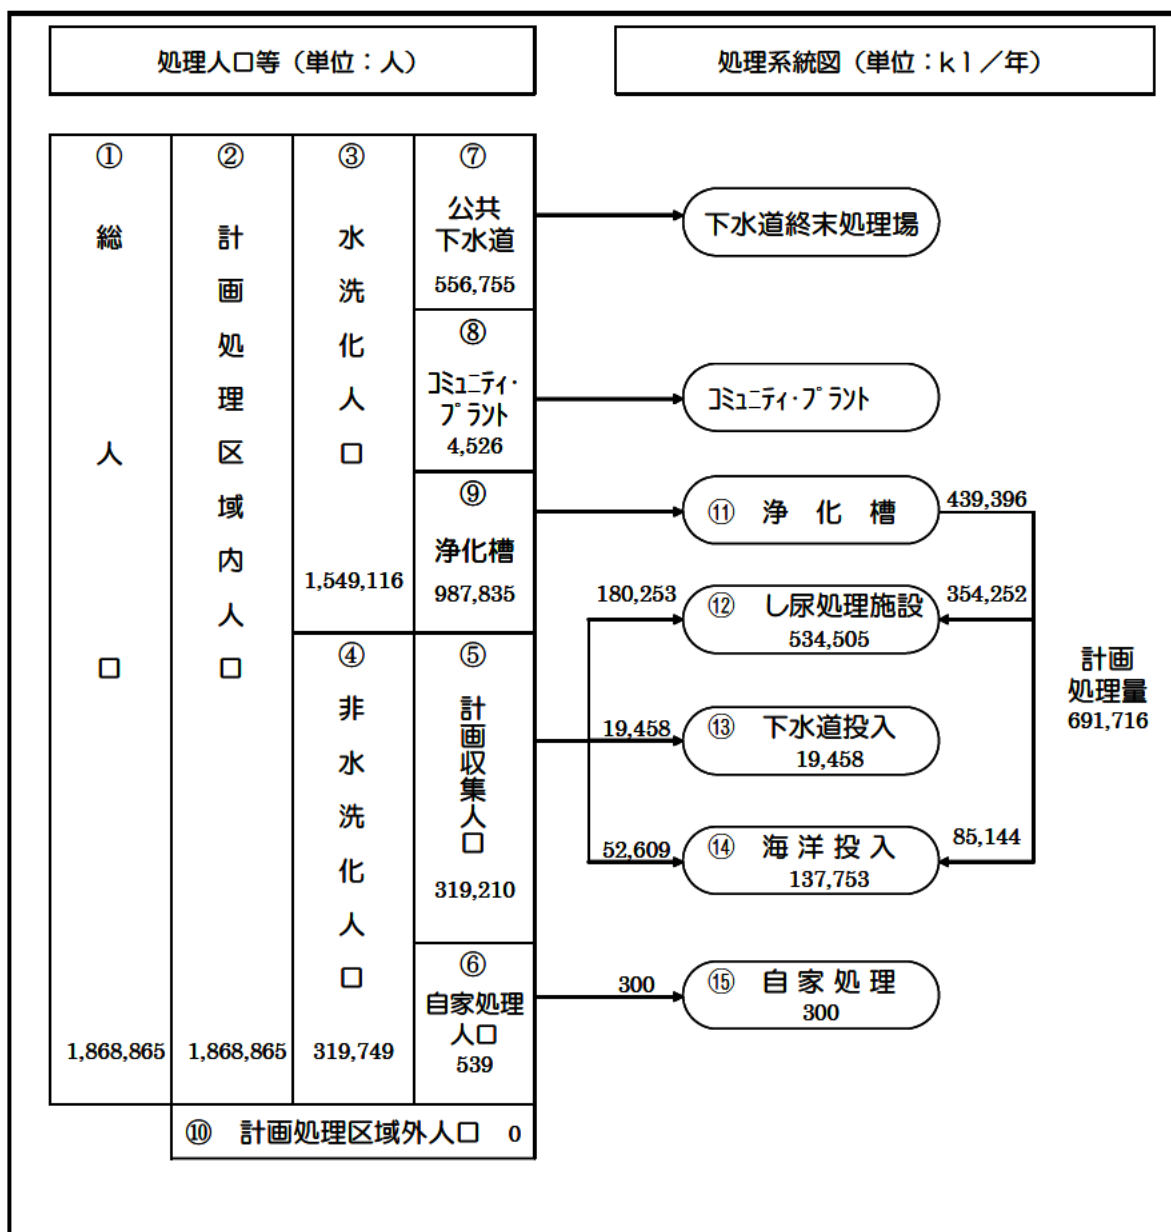 処理人口等（単位：人）
処理系統図（単位：ｋｌ／年）
①
総人口
1,868,865
②
計画処理区域内人口
1,868,865
③
水洗化人口
1,549,116
④
非水洗化人口
319,749
⑦
公共
下水道
556,755
⑧
ｺﾐｭﾆﾃｨ・
ﾌﾟﾗﾝﾄ
4,526
⑨
浄化槽
987,835
⑤
計画収集人口
319,210
⑥
自家処理
人口
539
⑩ 計画処理区域外人口 0
下水道終末処理場
ｺﾐｭﾆﾃｨ・ﾌﾟﾗﾝﾄ
⑪ 浄化槽
439,396
180,253
⑫ し尿処理施設
534,505
354,252
19,458
⑬ 下水道投入
19,458
52,609
⑭ 海洋投入
137,753
85,144
300
⑮ 自家処理
300
計画
処理量
691,716